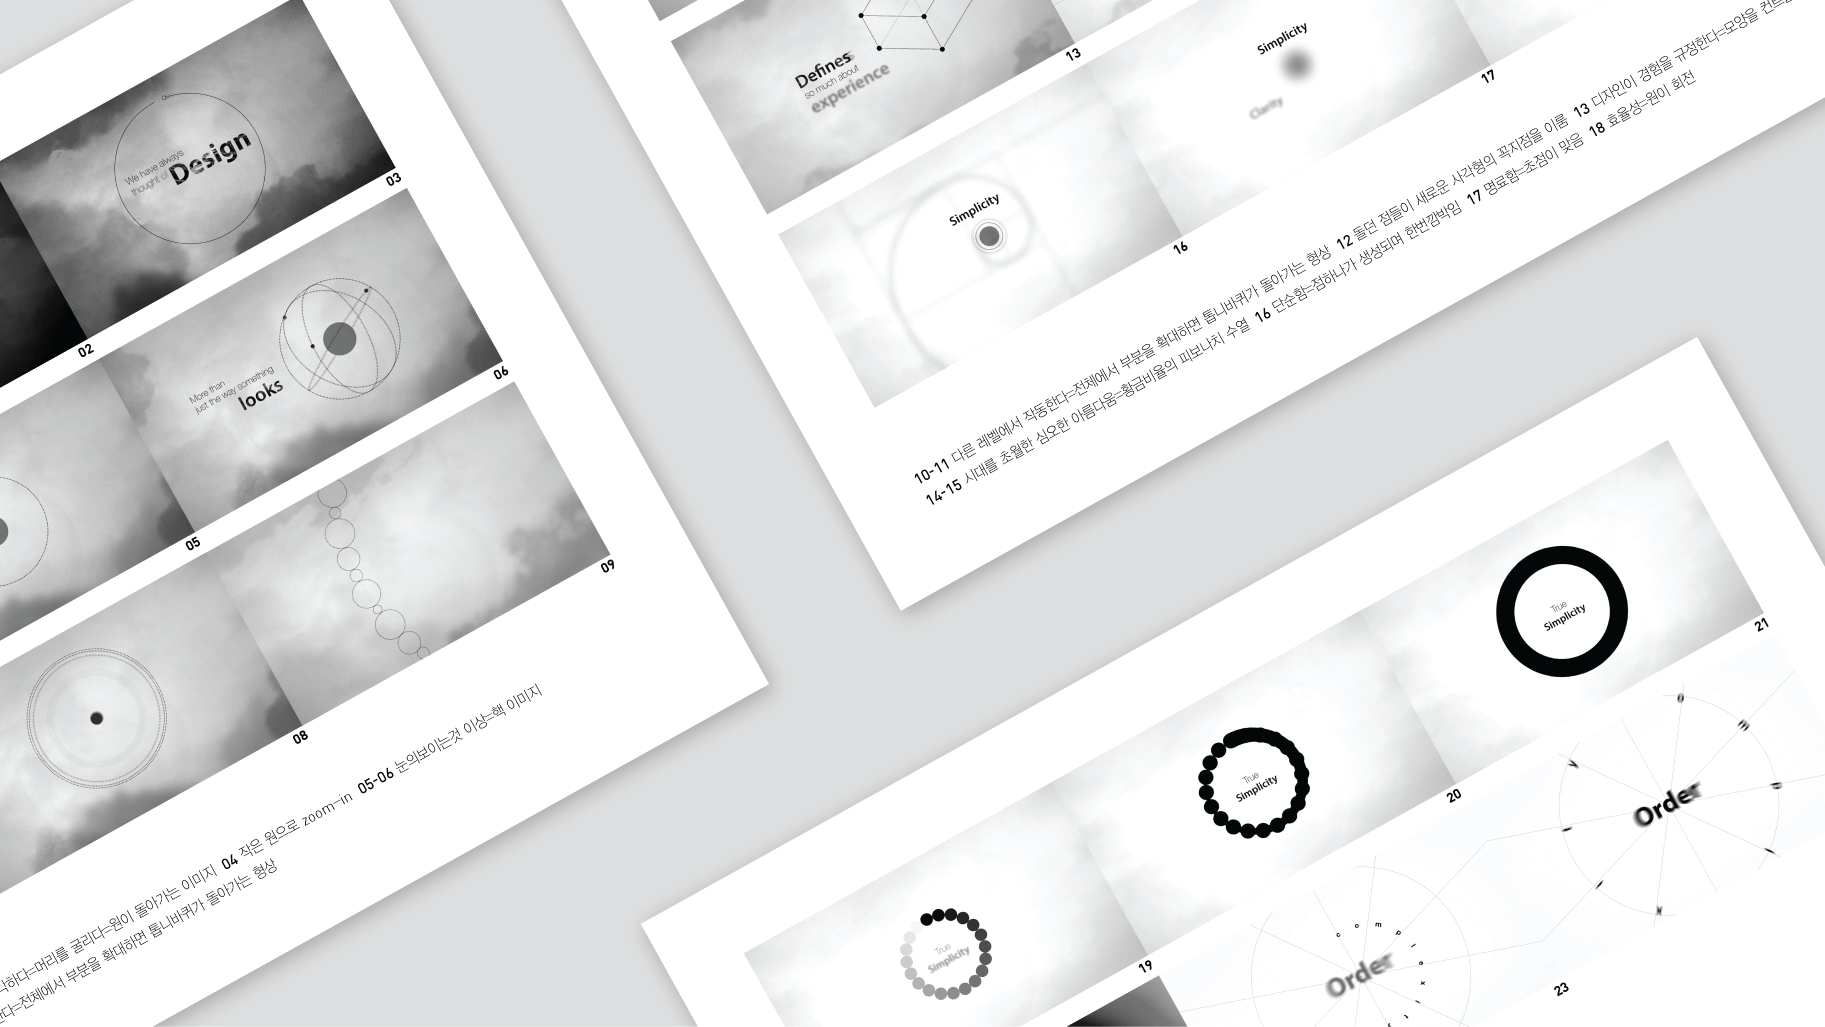 We have always
thought of
Design
02
03
More than
just the way something
looks
05
06
08
09
각하다=머리를 굴리다=원이 돌아가는 이미지 04 작은 원으로 zoom-in 05-06 눈의보이는것 이상=핵 이미지
한다=전체에서 부분을 확대하면 톱니바퀴가 돌아가는 형상
Defines
so much about
experience
13
Simplicity
16
Simplicity
Clarity
17
10-11 다른 레벨에서 작동한다=전체에서 부분을 확대하면 톱니바퀴가 돌아가는 형상 12 돌던 점들이 새로운 사각형의 꼭지점을 이룸 13 디자인이 경험을 규정한다=모양을
14-15 시대를 초월한 심오한 아름다움=황금비율의 피보나치 수열 16 단순함=점하나가 생성되며 한번깜박임 17 명료함=초점이 맞음 18 효율성=원이 회전
True
Simplicity
19
True
Simplicity
20
True
Simplicity
21
Order
Order
23